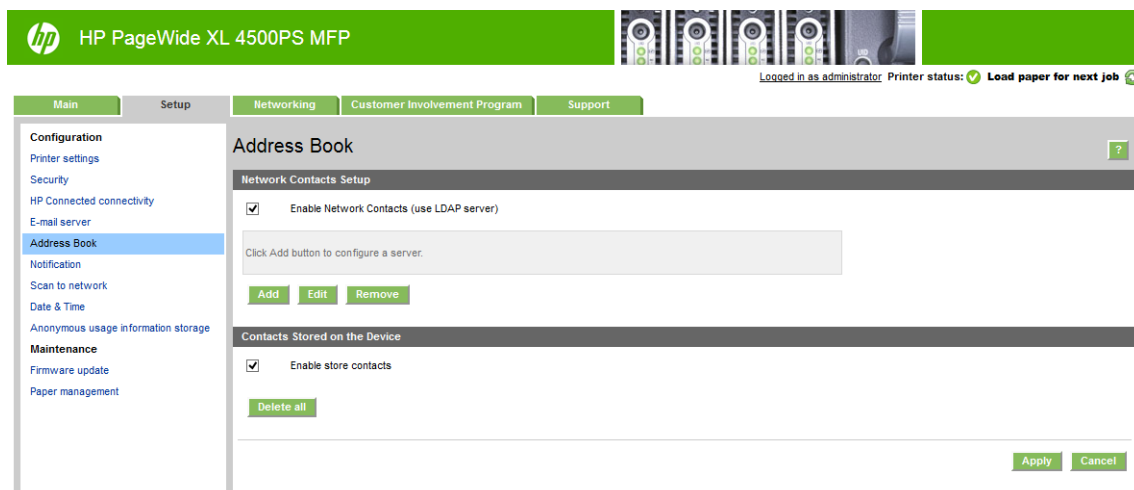 hp HP PageWide XL 4500PS MFP
UID
Logged in as administrator Printer status: Load paper for next job
Main Setup Networking Customer Involvement Program Support
Configuration
Printer settings
Security
HP Connected connectivity
E-mail server
Address Book
Notification
Scan to network
Date & Time
Anonymous usage information storage
Maintenance
Firmware update
Paper management
Address Book
?
Network Contacts Setup
Enable Network Contacts (use LDAP server)
Click Add button to configure a server.
Add Edit Remove
Contacts Stored on the Device
Enable store contacts
Delete all
Apply Cancel